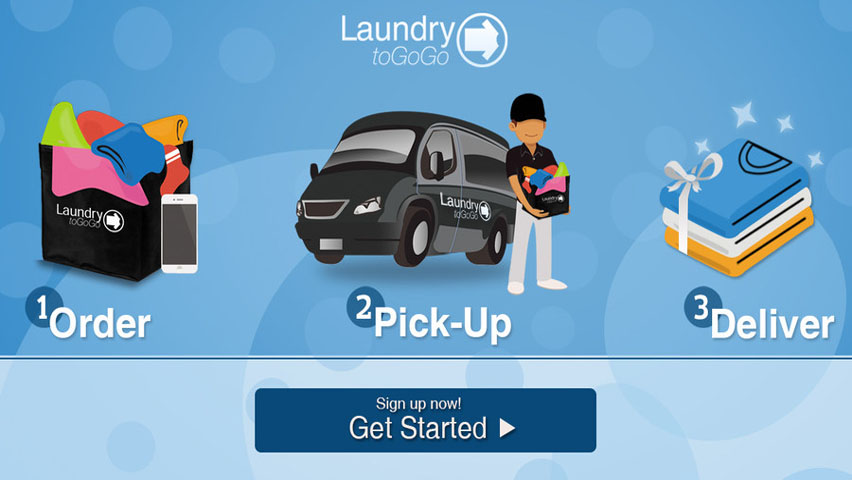 Laundry
toGoGo
Laundry
toGoGo
Laundry
toGoGo
Laundry
1 Order
2 Pick-Up
3 Deliver
Sign up now!
Get Started